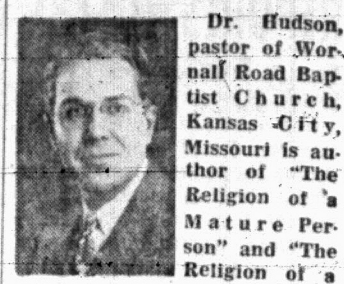 Dr. Hudson,
pastor of Wor-
nall Road Bap-
tist Church,
Kansas City,
Missouri is au-
thor of "The
Religion of a
Mature Per-
son" and "The
Religion of a